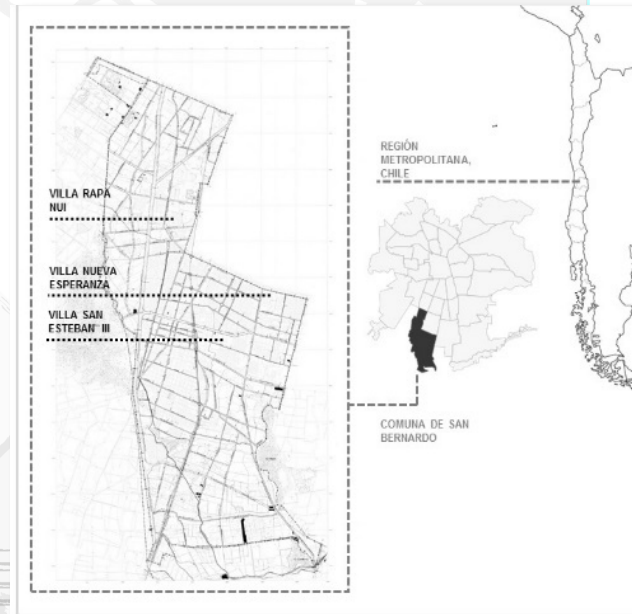 VILLA RAPA
NUI
VILLA NUEVA
ESPERANZA
VILLA SAN
ESTEBAN III
REGIÓN
METROPOLITANA,
CHILE
COMUNA DE SAN
BERNARDO